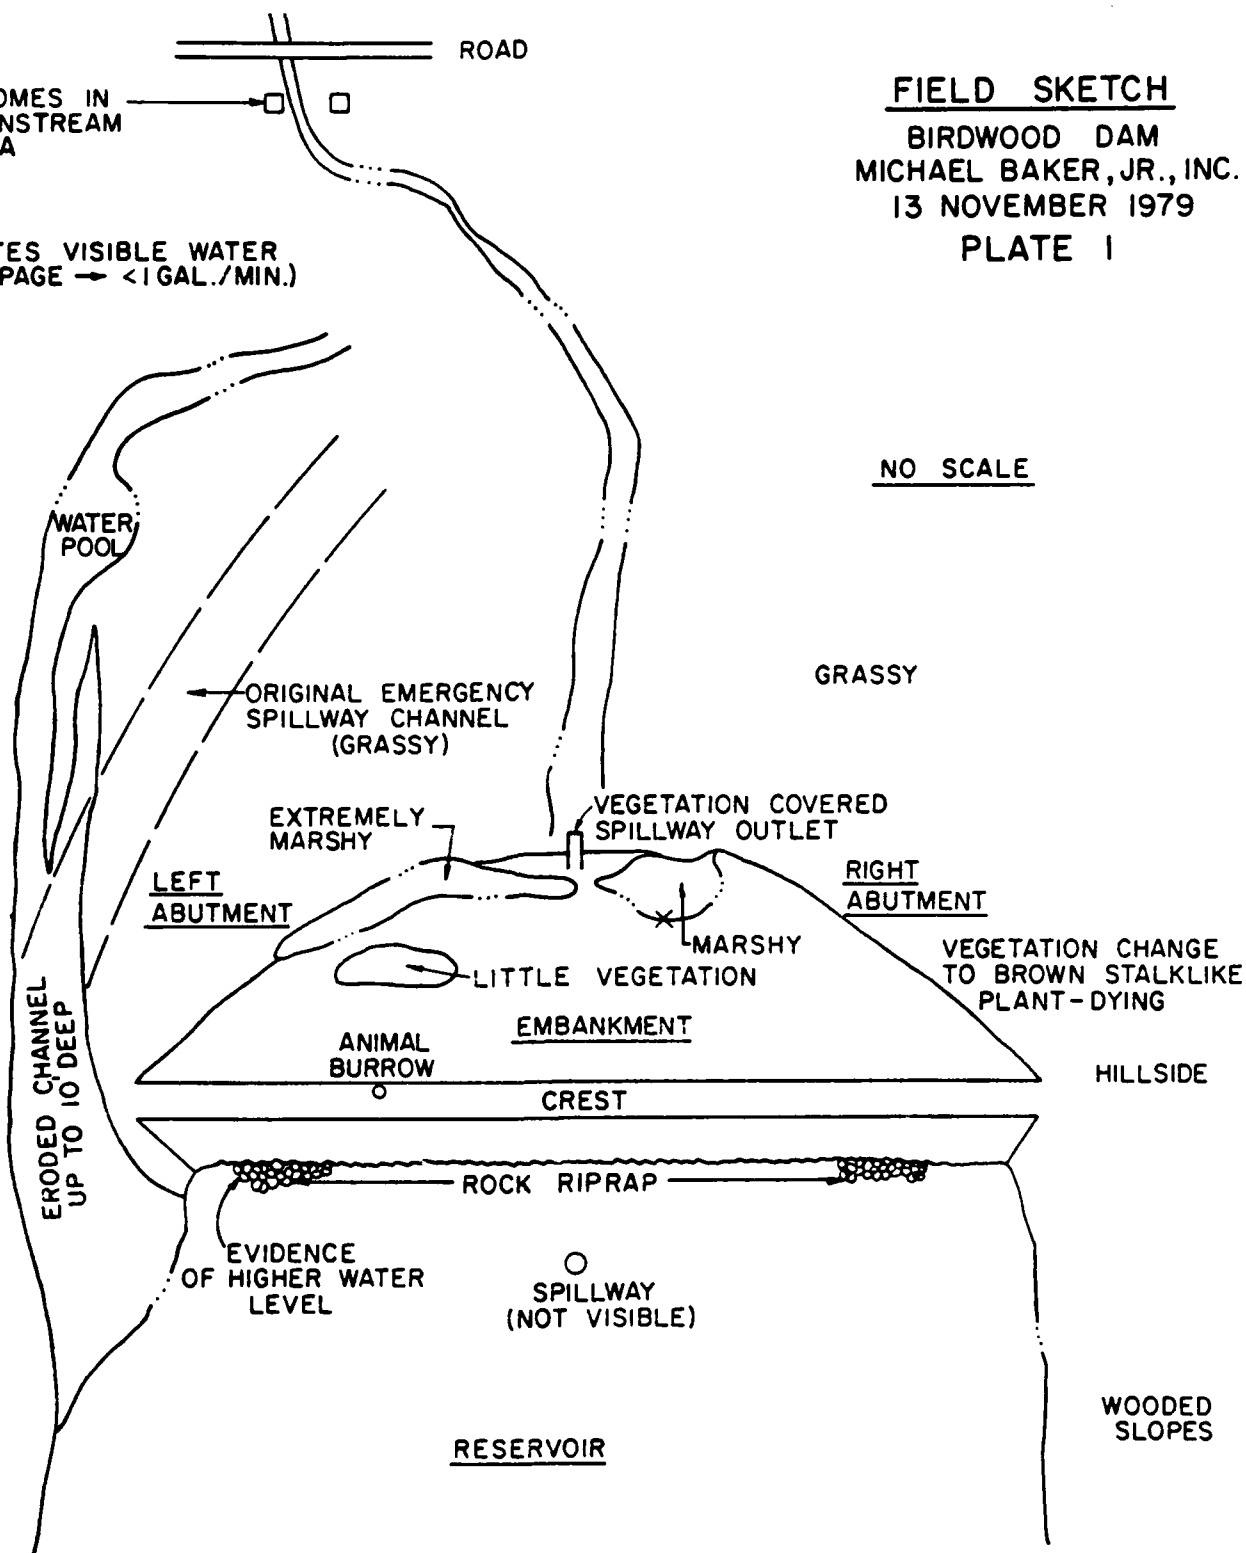 ROAD
OMES IN
NSTREAM
A
FIELD SKETCH
BIRDWOOD DAM
MICHAEL BAKER, JR., INC.
13 NOVEMBER 1979
PLATE I
TES VISIBLE WATER
PAGE → <1 GAL./MIN.)
NO SCALE
WATER
POOL
GRASSY
ORIGINAL EMERGENCY
SPILLWAY CHANNEL
(GRASSY)
EXTREMELY
MARSHY
VEGETATION COVERED
SPILLWAY OUTLET
LEFT
ABUTMENT
RIGHT
ABUTMENT
X
MARSHY
LITTLE VEGETATION
VEGETATION CHANGE
TO BROWN STALKLIKE
PLANT-DYING
EMBANKMENT
ANIMAL
BURROW
HILLSIDE
CREST
ERODED CHANNEL
UP TO 10' DEEP
ROCK RIPRAP
EVIDENCE
OF HIGHER WATER
LEVEL
SPILLWAY
(NOT VISIBLE)
WOODED
SLOPES
RESERVOIR